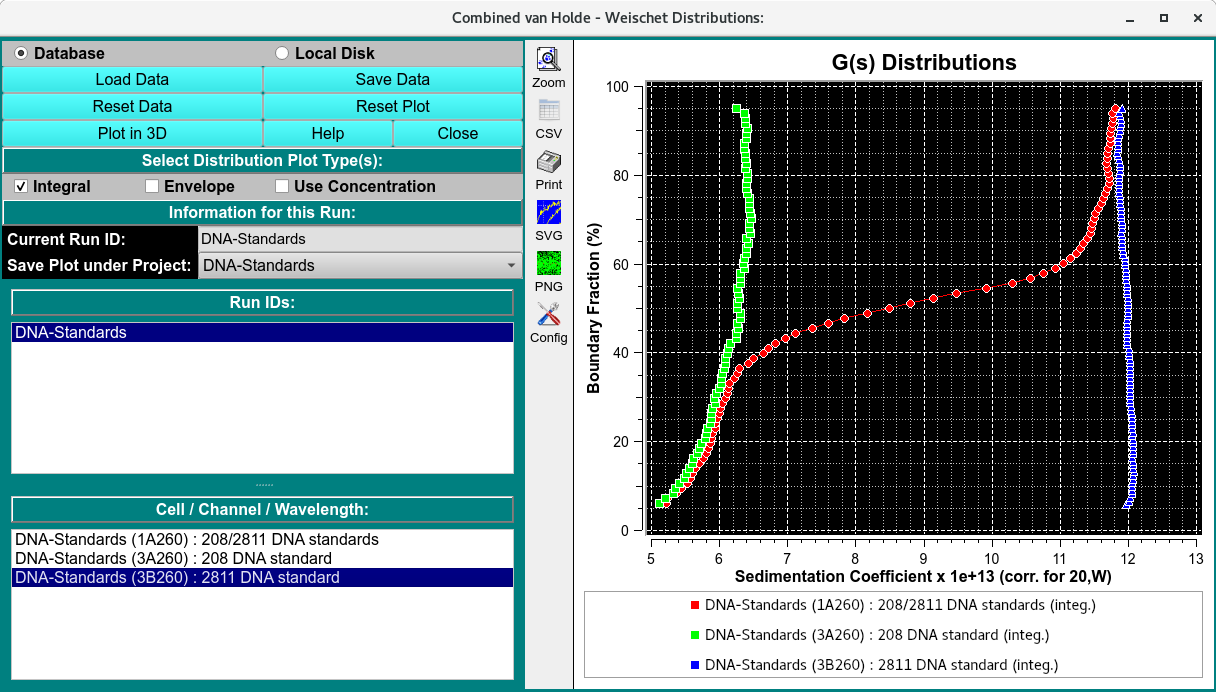 Combined van Holde - Weischet Distributions:
Database
Local Disk
Load Data
Save Data
Reset Data
Reset Plot
Plot in 3D
Help
Close
Select Distribution Plot Type(s):
Integral
Envelope
Use Concentration
Information for this Run:
Current Run ID:
DNA-Standards
Save Plot under Project:
DNA-Standards
Run IDs:
DNA-Standards
Cell / Channel / Wavelength:
DNA-Standards (1A260) : 208/2811 DNA standards
DNA-Standards (3A260) : 208 DNA standard
DNA-Standards (3B260) : 2811 DNA standard
Zoom
CSV
Print
SVG
PNG
Config
G(s) Distributions
Boundary Fraction (%)
100
80
60
40
20
0
5 6 7 8 9 10 11 12 13
Sedimentation Coefficient x 1e+13 (corr. for 20,W)
DNA-Standards (1A260) : 208/2811 DNA standards (integ.)
DNA-Standards (3A260) : 208 DNA standard (integ.)
DNA-Standards (3B260) : 2811 DNA standard (integ.)